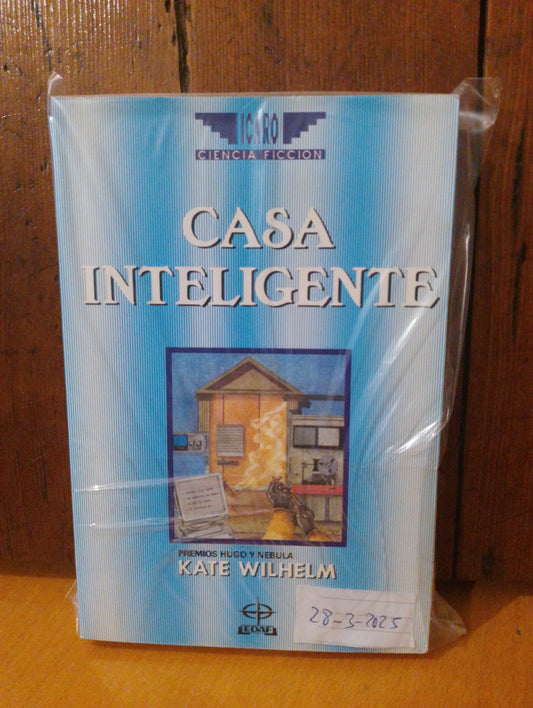 ICARO
CIENCIA FICCION
CASA
INTELIGENTE
PREMIOS HUGO Y NEBULA
KATE WILHELM
EDAF
28-3-2025